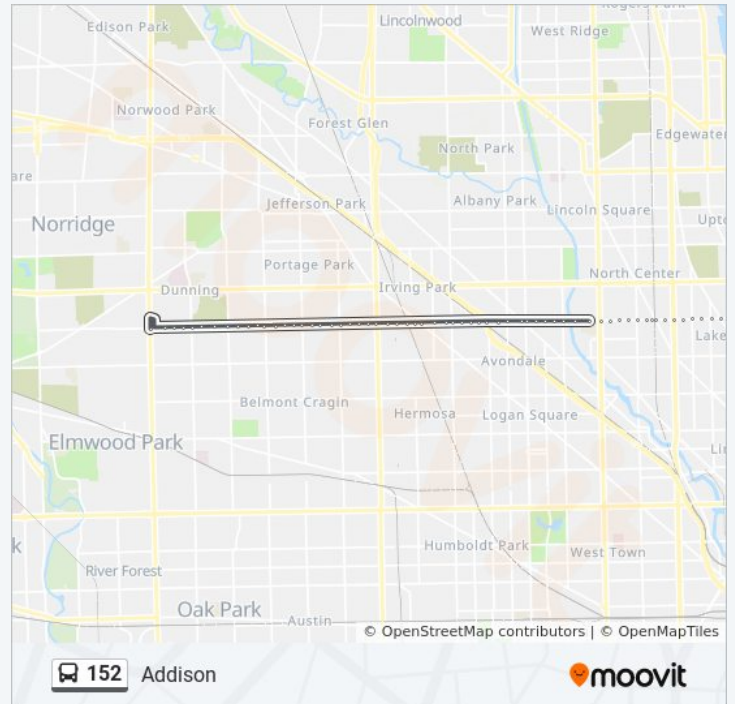 Rogers Park
Lincolnwood
Edison Park
West Ridge
Norwood Park
Forest Glen
Edgewater
North Park
are
Jefferson Park
Albany Park
Lincoln Square
Norridge
Upt
Portage Park
North Center
Dunning
Irving Park
Lake
Avondale
Belmont Cragin
Hermosa
Logan Square
Elmwood Park
Lin
k
Humboldt Park
West Town
River Forest
Oak Park
Austin
© OpenStreetMap contributors | © OpenMapTiles
152 Addison
moovit